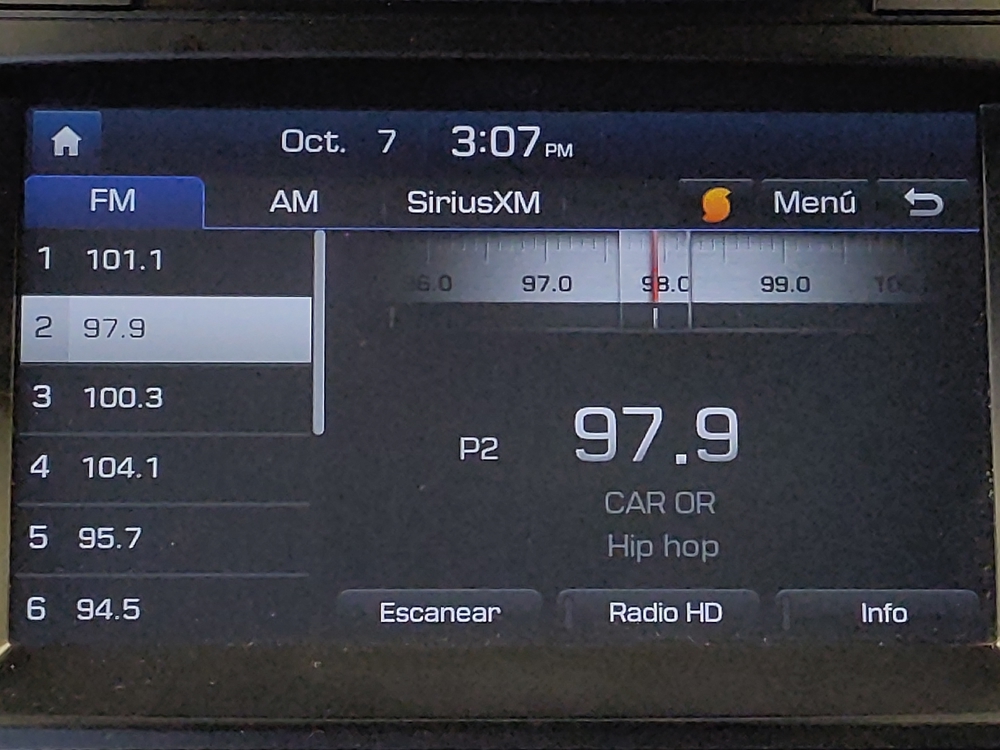 Oct. 7 3:07 PM
FM AM SiriusXM Menú
1 101.1
2 97.9
3 100.3
4 104.1
5 95.7
6 94.5
97.0 98.0 99.0
P2 97.9
CAR OR
Hip hop
Escanear Radio HD Info